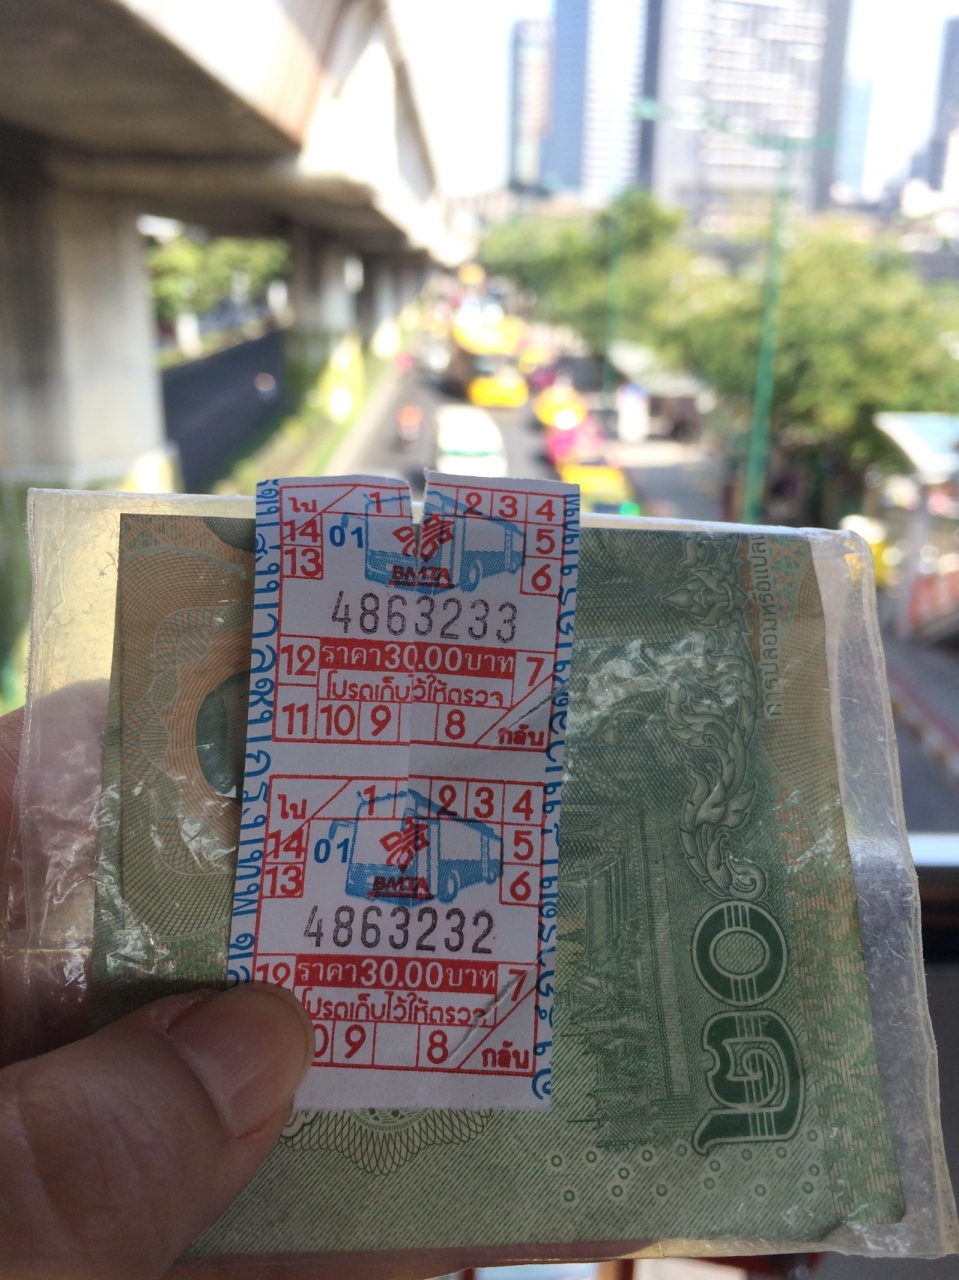 ไป 1 2 3 4
14 01 5
13 BMTA 6
4863233
12 ราคา30.00บาท 7
โปรดเก็บไว้ให้ตรวจ
11 10 9 8 กลับ
ไป 1 2 3 4
14 01 5
13 BMTA 6
4863232
12 ราคา30.00บาท 7
โปรดเก็บไว้ให้ตรวจ
9 8 กลับ
๒๐